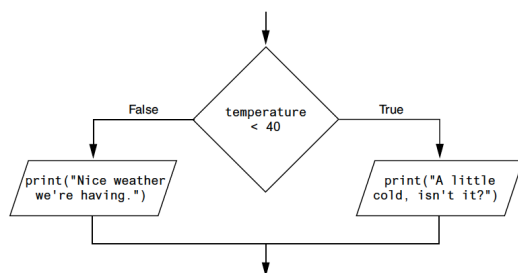 False
True
temperature
< 40
print("Nice weather
we're having.")
print("A little
cold, isn't it?")